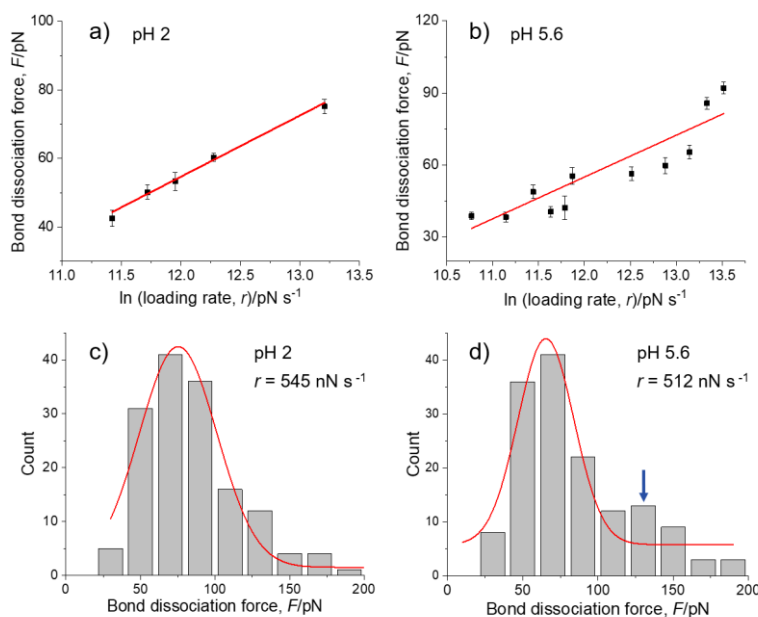 a) pH 2
Bond dissociation force, F/pN
100
80
60
40
11.0 11.5 12.0 12.5 13.0 13.5
ln (loading rate, r)/pN s⁻¹
b) pH 5.6
Bond dissociation force, F/pN
120
90
60
30
10.5 11.0 11.5 12.0 12.5 13.0 13.5
ln (loading rate, r)/pN s⁻¹
c) pH 2
r = 545 nN s⁻¹
Count
40
30
20
10
0
0 50 100 150 200
Bond dissociation force, F/pN
d) pH 5.6
r = 512 nN s⁻¹
Count
40
30
20
10
0
0 50 100 150 200
Bond dissociation force, F/pN